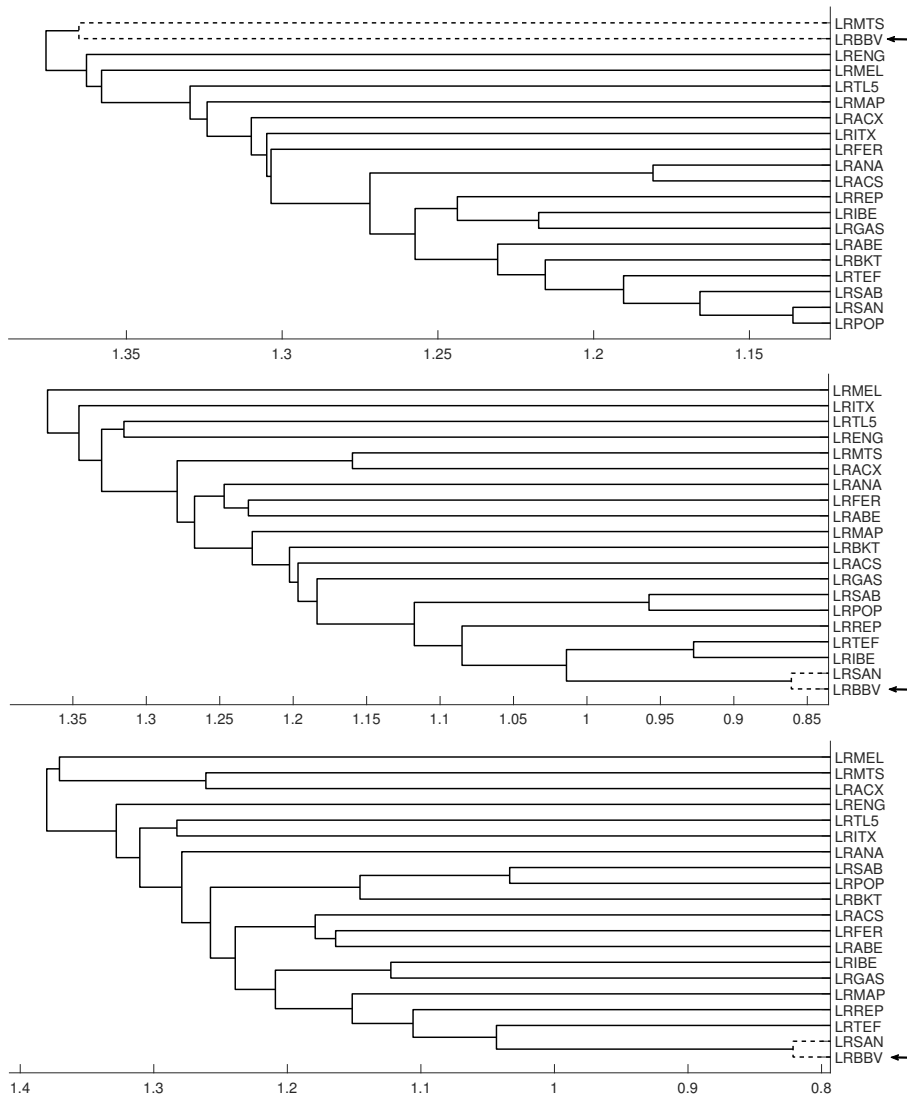 LRMTS
LRBBV
LRENG
LRMEL
LRTL5
LRMAP
LRACX
LRITX
LRFER
LRANA
LRACS
LRREP
LRIBE
LRGAS
LRABE
LRBKT
LRTEF
LRSAB
LRSAN
LRPOP
1.35 1.3 1.25 1.2 1.15
LRMEL
LRITX
LRTL5
LRENG
LRMTS
LRACX
LRANA
LRFER
LRABE
LRMAP
LRBKT
LRACS
LRGAS
LRSAB
LRPOP
LRREP
LRTEF
LRIBE
LRSAN
LRBBV
1.35 1.3 1.25 1.2 1.15 1.1 1.05 1 0.95 0.9 0.85
LRMEL
LRMTS
LRACX
LRENG
LRTL5
LRITX
LRANA
LRSAB
LRPOP
LRBKT
LRACS
LRFER
LRABE
LRIBE
LRGAS
LRMAP
LRREP
LRTEF
LRSAN
LRBBV
1.4 1.3 1.2 1.1 1 0.9 0.8